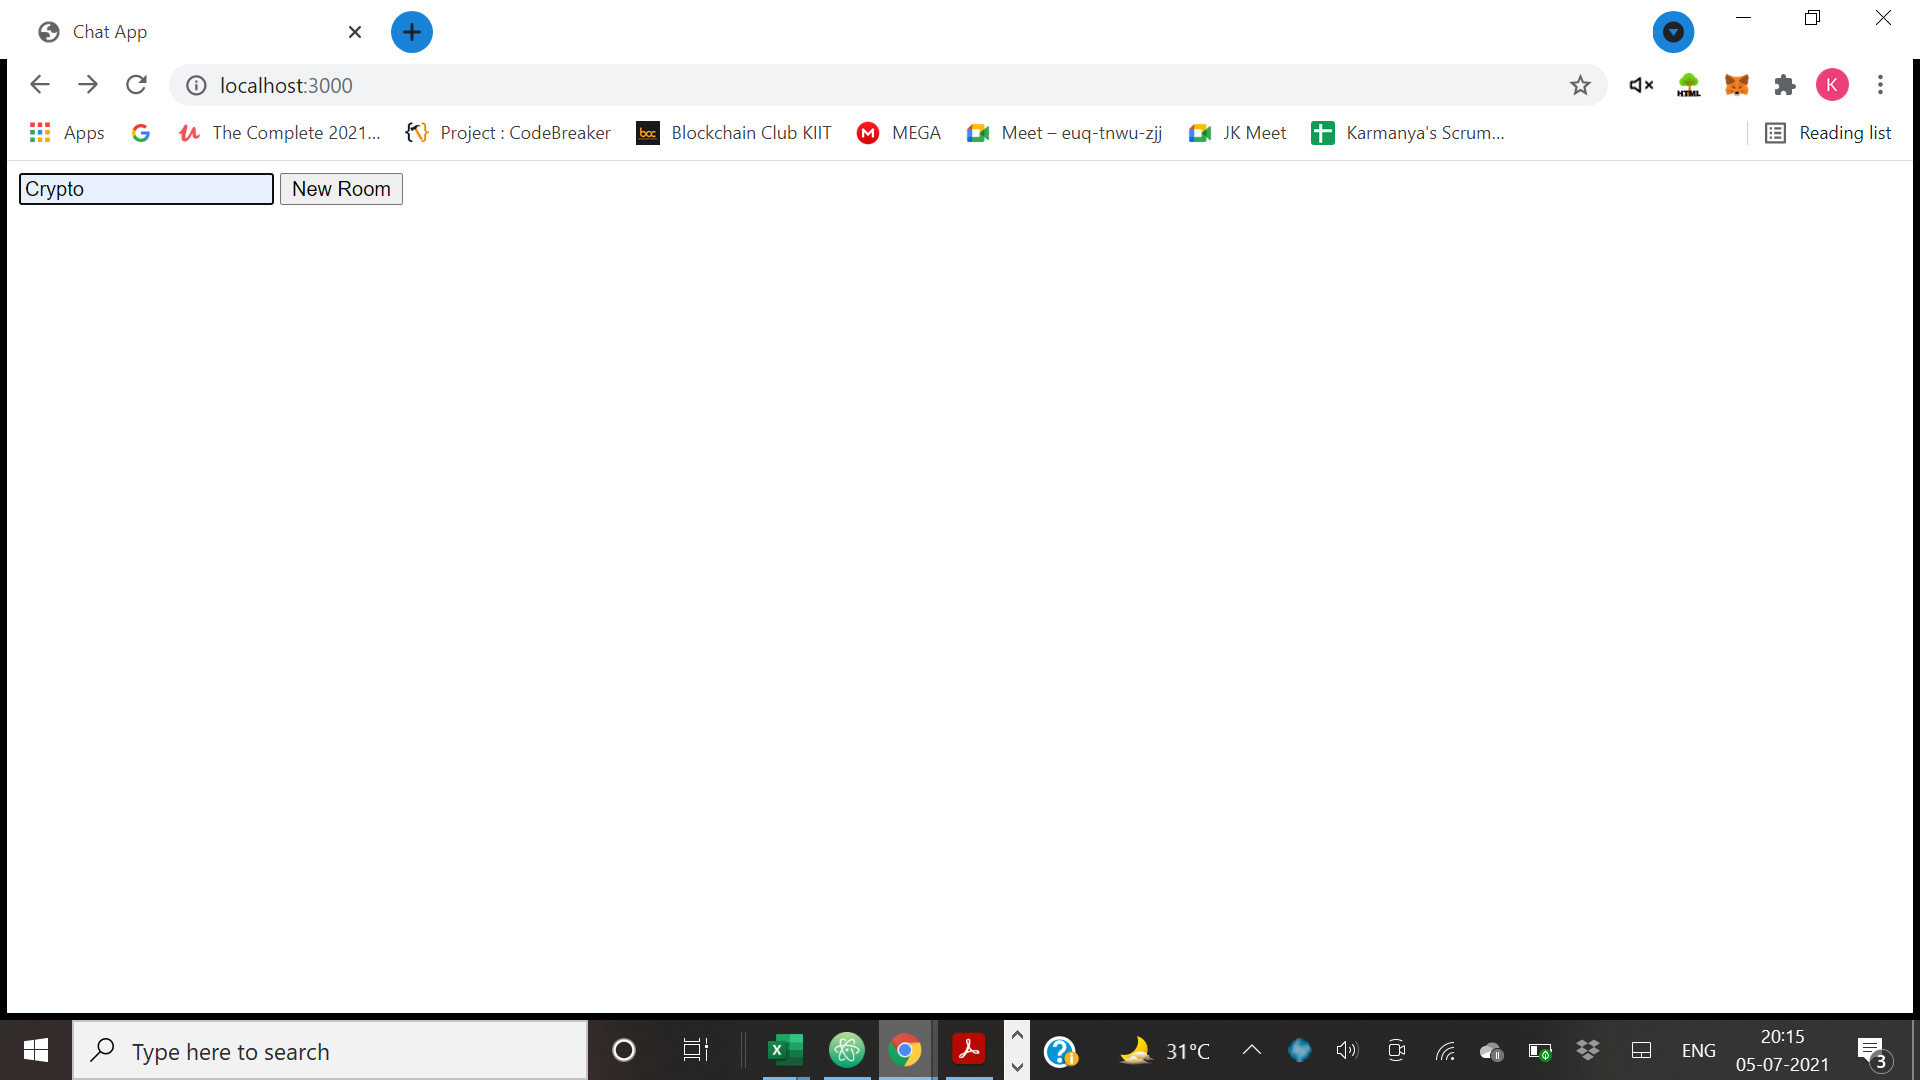 Chat App
localhost:3000
Apps
The Complete 2021...
Project : CodeBreaker
boc
Blockchain Club KIIT
M
MEGA
Meet – euq-tnwu-zjj
JK Meet
Karmanya's Scrum...
Reading list
HTML
K
Crypto
New Room
Type here to search
31°C
ENG
20:15
05-07-2021
3